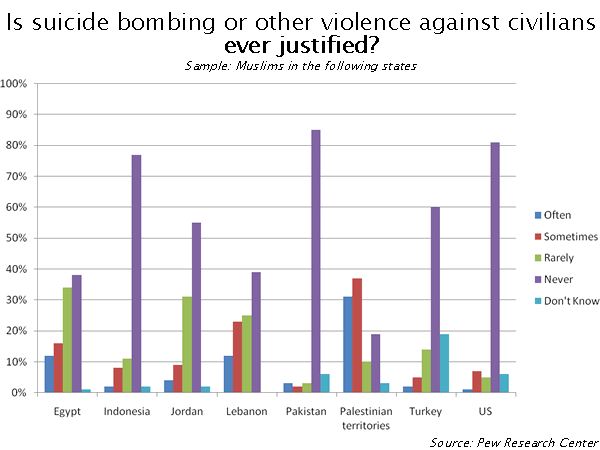 Is suicide bombing or other violence against civilians
ever justified?
Sample: Muslims in the following states
100%
90%
80%
70%
60%
50%
40%
30%
20%
10%
0%
Often
Sometimes
Rarely
Never
Don't Know
Egypt Indonesia Jordan Lebanon Pakistan Palestinian Turkey US
territories
Source: Pew Research Center